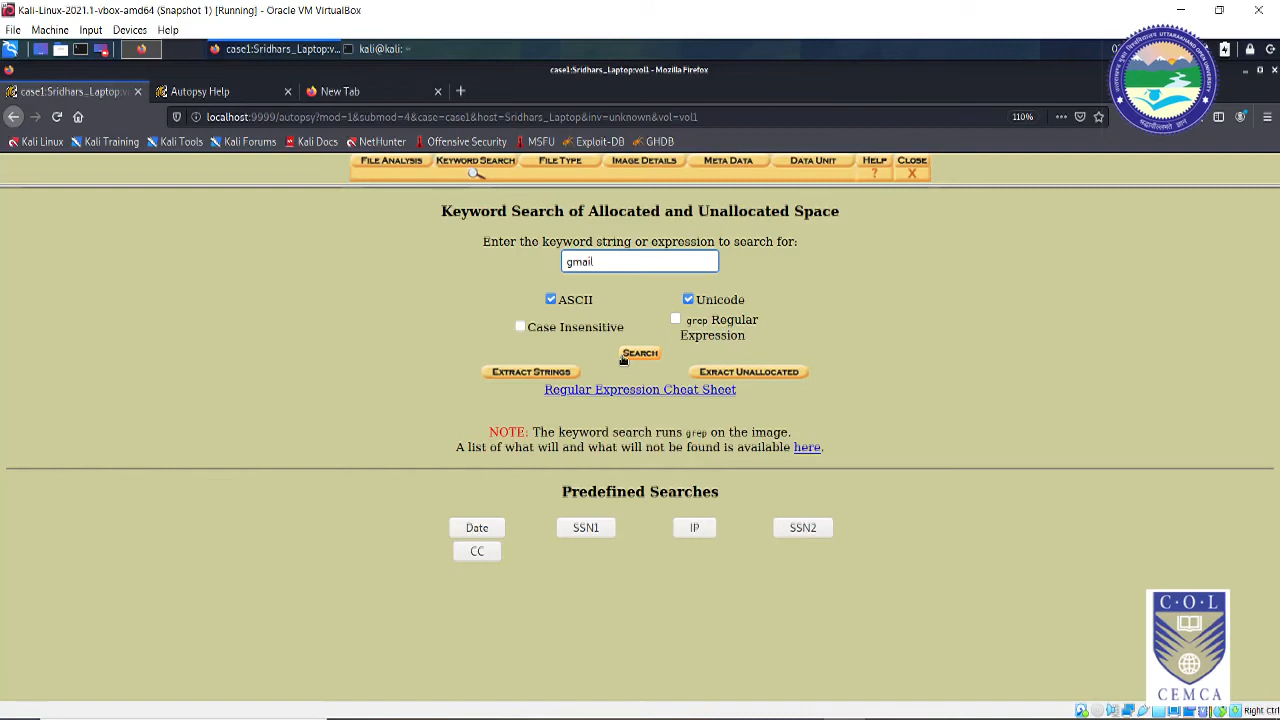 Kali-Linux-2021.1-vbox-amd64 (Snapshot 1) [Running] - Oracle VM VirtualBox
File Machine Input Devices Help
case1:Sridhars_Laptop:v... kali@kali: ~
case1:Sridhars_Laptop:vol1 - Mozilla Firefox
case1:Sridhars_Laptop:v Autopsy Help New Tab
localhost:9999/autopsy?mod=1&submod=4&case=case1&host=Sridhars_Laptop&inv=unknown&vol=vol1 110%
Kali Linux Kali Training Kali Tools Kali Forums Kali Docs NetHunter Offensive Security MSFU Exploit-DB GHDB
FILE ANALYSIS KEYWORD SEARCH FILE TYPE IMAGE DETAILS META DATA DATA UNIT HELP CLOSE
? X
Keyword Search of Allocated and Unallocated Space
Enter the keyword string or expression to search for:
gmail
ASCII Unicode
Case Insensitive grep Regular
Expression
SEARCH
EXTRACT STRINGS EXRACT UNALLOCATED
Regular Expression Cheat Sheet
NOTE: The keyword search runs grep on the image.
A list of what will and what will not be found is available here.
Predefined Searches
Date SSN1 IP SSN2
CC
C·O·L
CEMCA
Right Ctrl